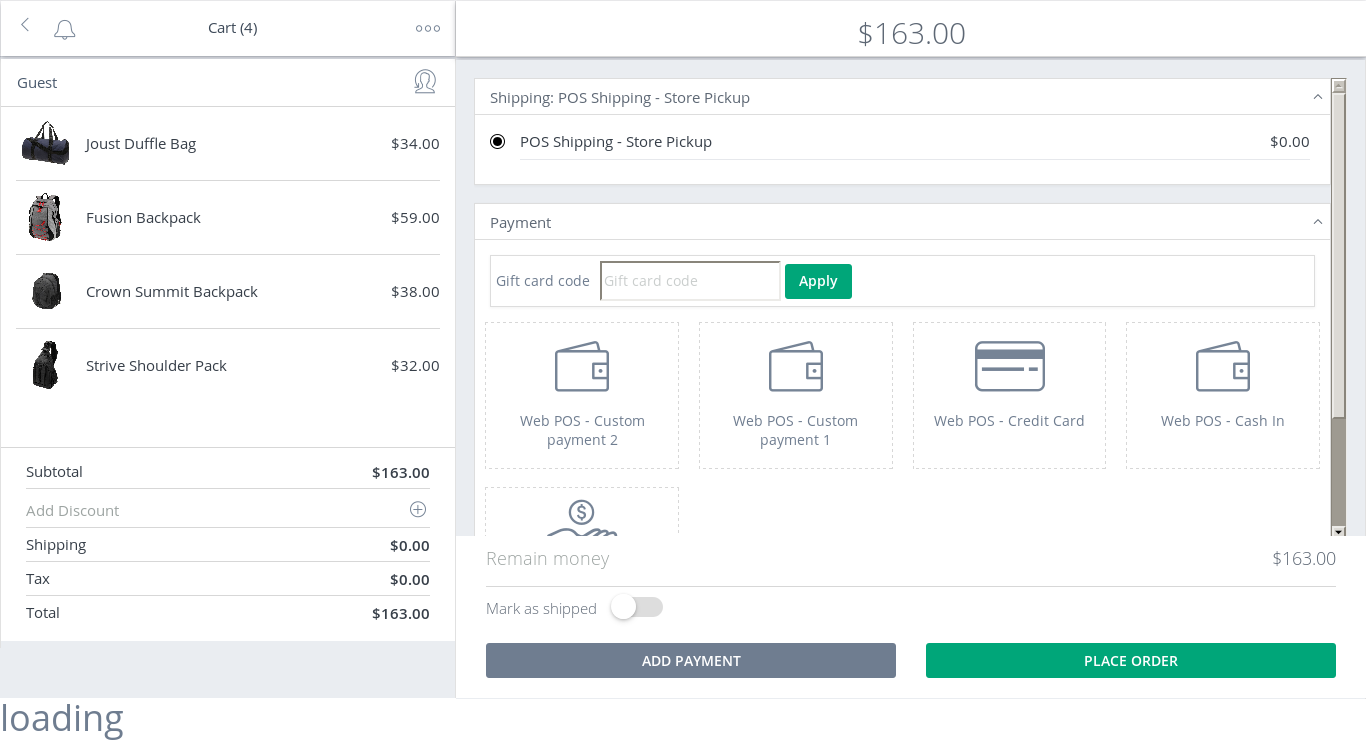 Cart (4)
$163.00
Guest
Joust Duffle Bag $34.00
Fusion Backpack $59.00
Crown Summit Backpack $38.00
Strive Shoulder Pack $32.00
Subtotal $163.00
Add Discount
Shipping $0.00
Tax $0.00
Total $163.00
Shipping: POS Shipping - Store Pickup
POS Shipping - Store Pickup $0.00
Payment
Gift card code Gift card code Apply
Web POS - Custom
payment 2
Web POS - Custom
payment 1
Web POS - Credit Card
Web POS - Cash In
Remain money $163.00
Mark as shipped
ADD PAYMENT PLACE ORDER
loading